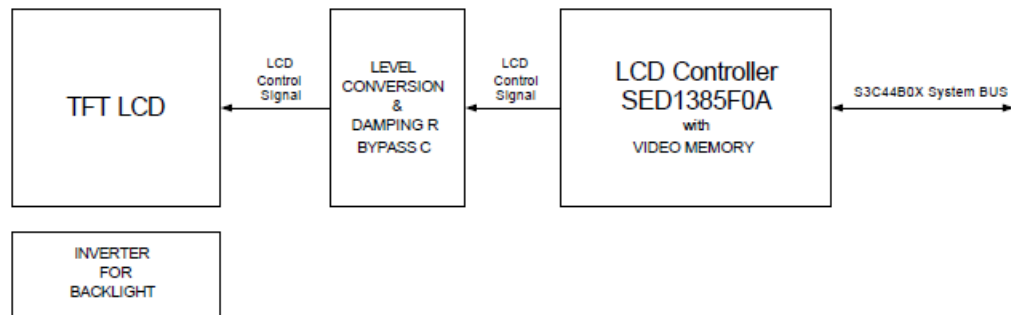 TFT LCD
LCD
Control
Signal
LEVEL
CONVERSION
&
DAMPING R
BYPASS C
LCD
Control
Signal
LCD Controller
SED1385F0A
with
VIDEO MEMORY
S3C44B0X System BUS
INVERTER
FOR
BACKLIGHT